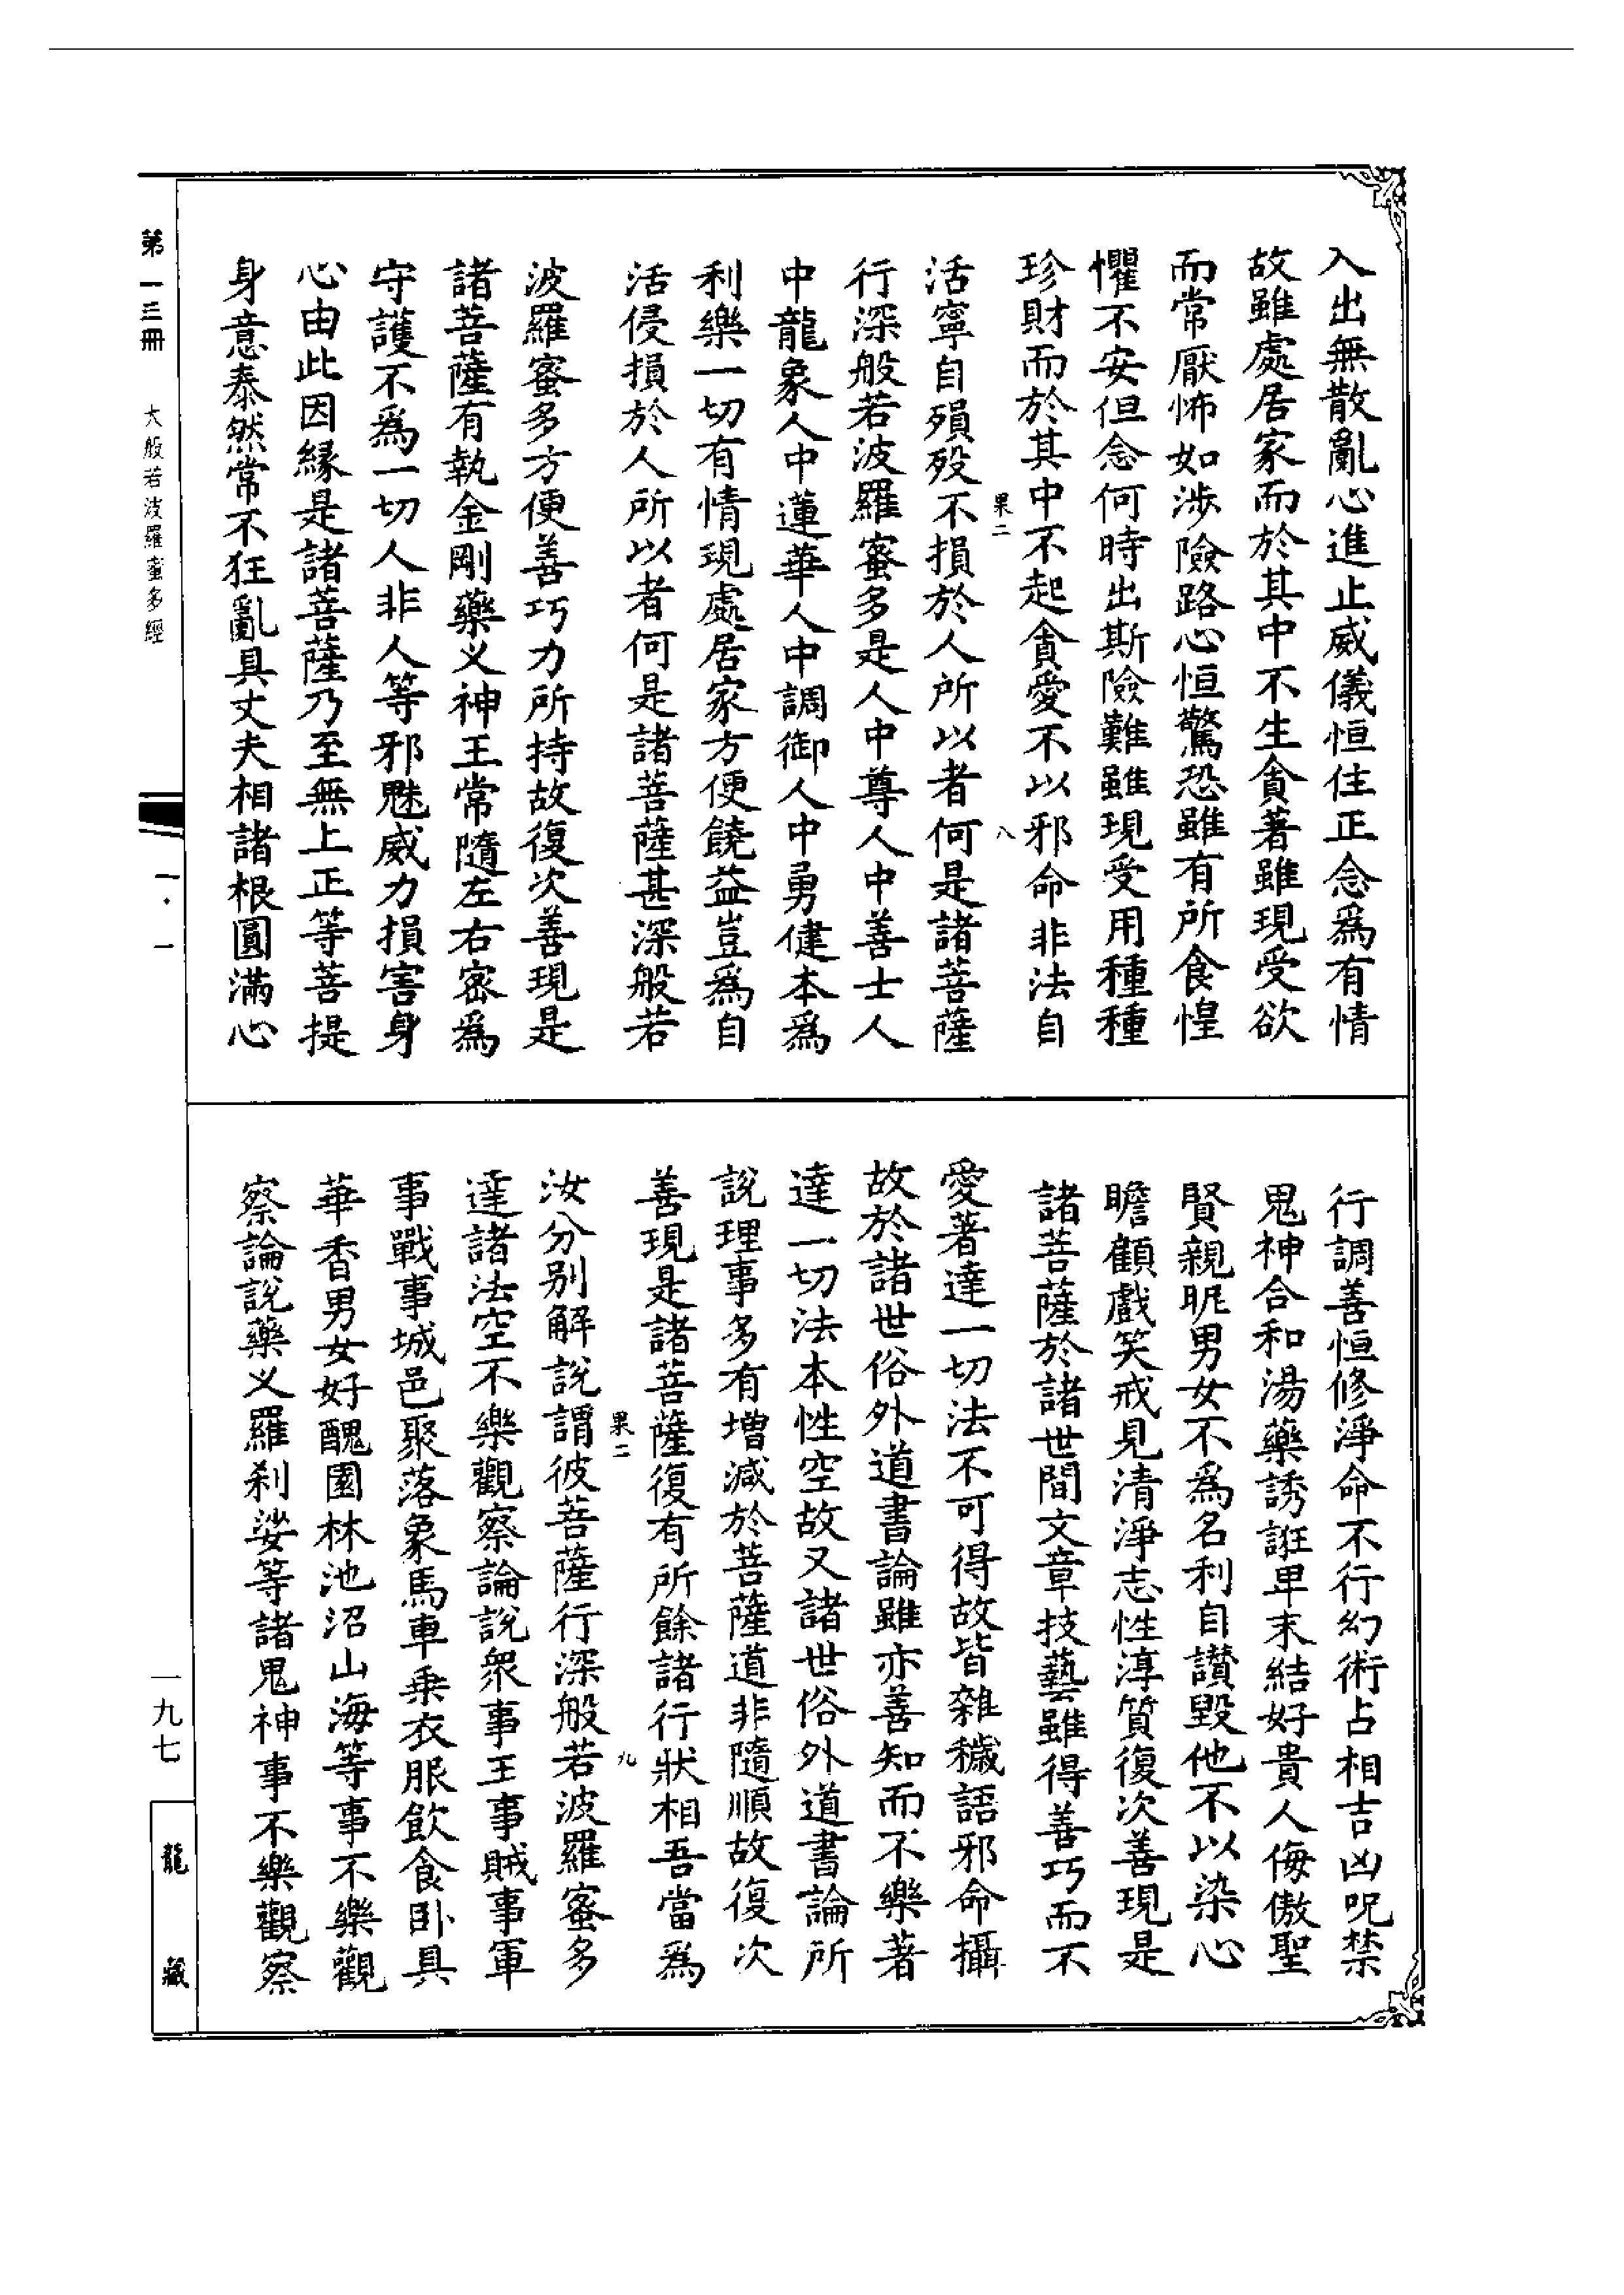 入出無散亂心進止威儀恒住正念爲有情
故雖處居家而於其中不生貪著雖現受欲
而常厭怖如涉險路心恒驚恐雖有所食惶
懼不安但念何時出斯險難雖現受用種種
珍財而於其中不起貪愛不以邪命非法自
果二
八
活寧自殞殁不損於人所以者何是諸菩薩
行深般若波羅蜜多是人中尊人中善士人
中龍象人中蓮華人中調御人中勇健本爲
利樂一切有情現處居家方便饒益豈爲自
活侵損於人所以者何是諸菩薩甚深般若
波羅蜜多方便善巧力所持故復次善現是
諸菩薩有執金剛藥义神王常隨左右密爲
守護不爲一切人非人等邪魅威力損害身
心由此因緣是諸菩薩乃至無上正等菩提
身意泰然常不狂亂具丈夫相諸根圓滿心
行調善恒修淨命不行幻術占相吉凶呪禁
鬼神合和湯藥誘誑卑末結好貴人侮傲聖
賢親昵男女不爲名利自讃毀他不以染心
瞻顧戲笑戒見清淨志性淳質復次善現是
諸菩薩於諸世間文章技藝雖得善巧而不
愛著達一切法不可得故皆雜穢語邪命攝
故於諸世俗外道書論雖亦善知而不樂著
達一切法本性空故又諸世俗外道書論所
說理事多有增減於菩薩道非隨順故復次
善現是諸菩薩復有所餘諸行狀相吾當爲
果二
九
汝分别解說謂彼菩薩行深般若波羅蜜多
達諸法空不樂觀察論說衆事王事賊事軍
事戰事城邑聚落象馬車乗衣服飲食卧具
華香男女好醜園林池沼山海等事不樂觀
察論說藥义羅刹娑等諸鬼神事不樂觀察
第一三冊
大般若波羅蜜多經
一·一
一九七
龍藏